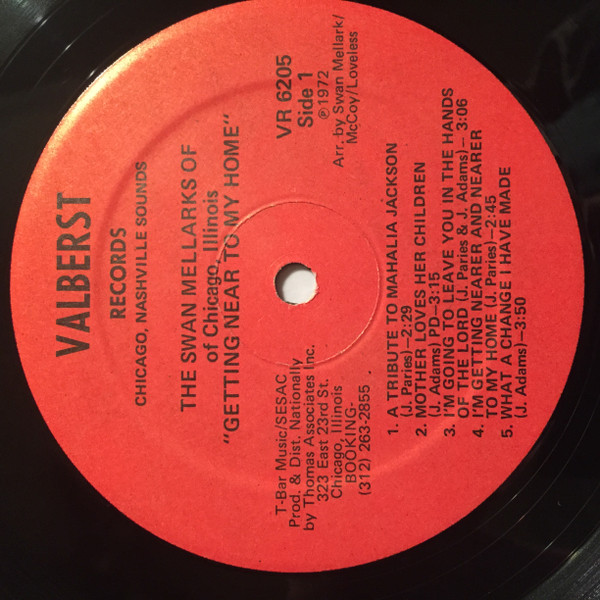 VALBERST
RECORDS
CHICAGO, NASHVILLE SOUNDS
THE SWAN MELLARKS OF
of Chicago, Illinois
"GETTING NEAR TO MY HOME"
T-Bar Music/SESAC
Prod. & Dist. Nationally
by Thomas Associates Inc.
323 East 23rd St.
Chicago, Illinois
BOOKING-
(312) 263-2855
VR 6205
Side 1
℗1972
Arr. by Swan Mellark/
McCoy/Loveless
1. A TRIBUTE TO MAHALIA JACKSON
(J. Paries)-2:29
2. MOTHER LOVES HER CHILDREN
(J. Adams)PD-3:15
3. I'M GOING TO LEAVE YOU IN THE HANDS
OF THE LORD (J. Paries & J. Adams)- 3:06
4. I'M GETTING NEARER AND NEARER
TO MY HOME (J. Paries)-2:45
5. WHAT A CHANGE I HAVE MADE
(J. Adams)-3:50